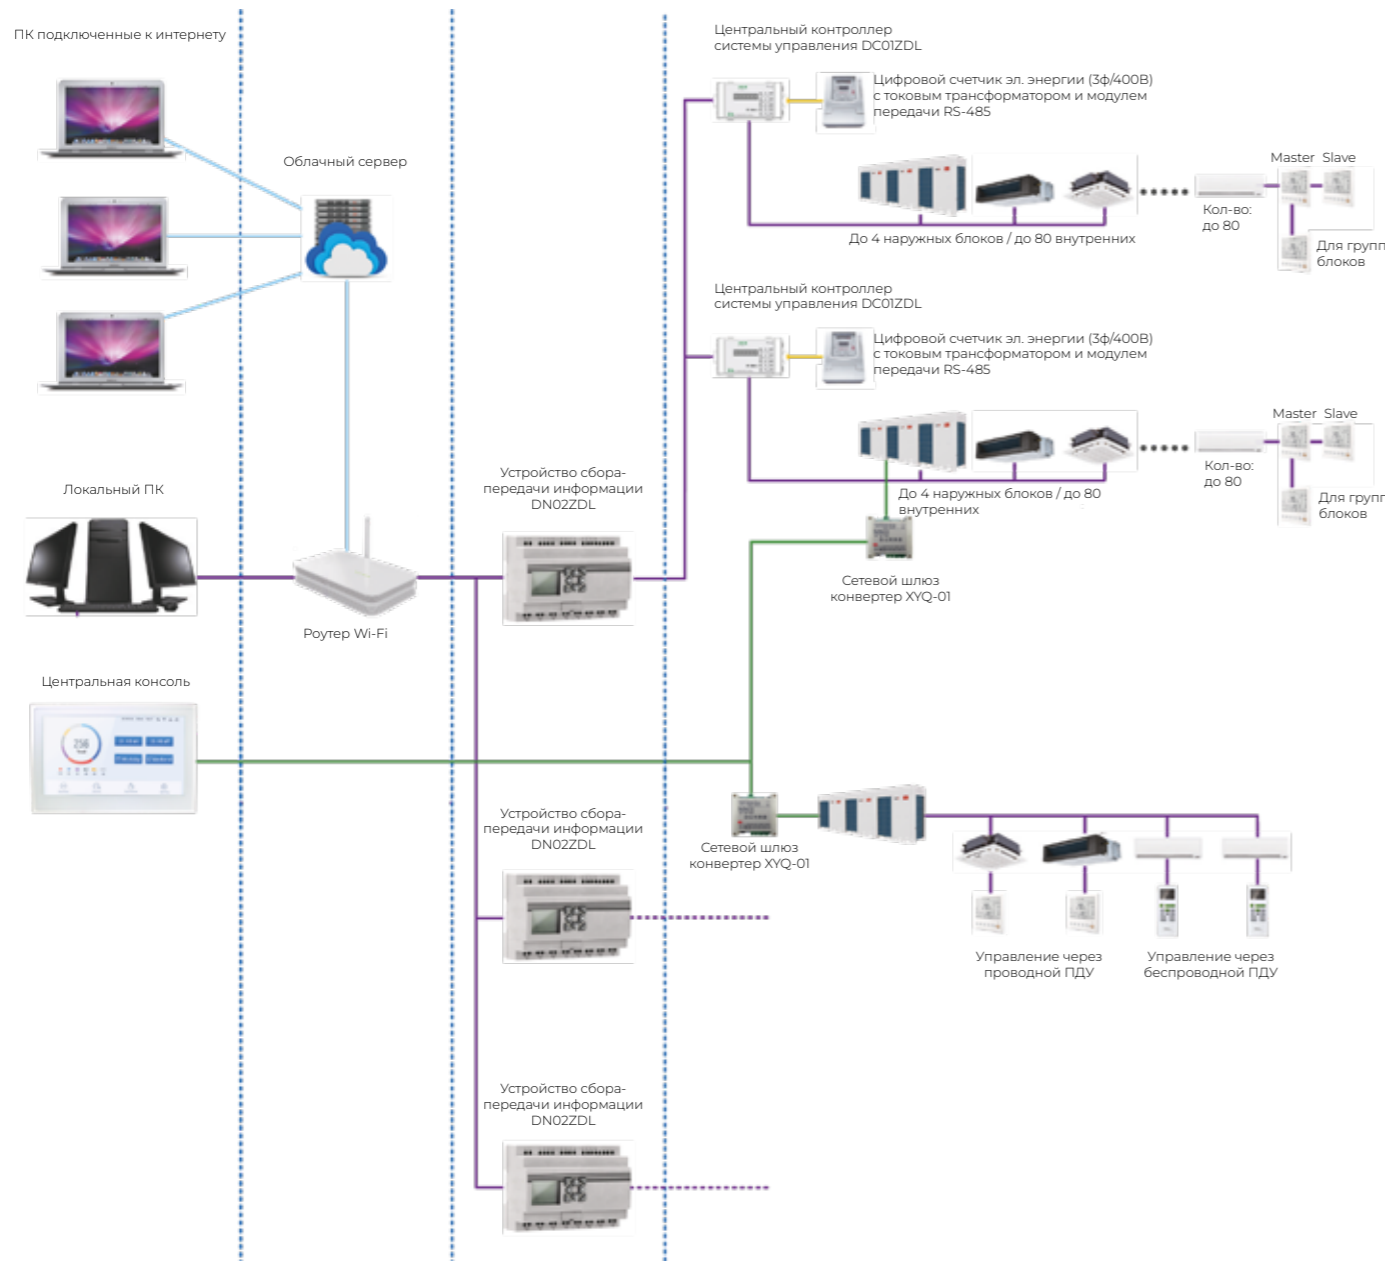 ПК подключенные к интернету
Облачный сервер
Локальный ПК
Роутер Wi-Fi
Центральная консоль
256
Устройство сбора-
передачи информации
DN02ZDL
Устройство сбора-
передачи информации
DN02ZDL
Устройство сбора-
передачи информации
DN02ZDL
Центральный контроллер
системы управления DC01ZDL
Цифровой счетчик эл. энергии (3ф/400В)
с токовым трансформатором и модулем
передачи RS-485
Master Slave
Кол-во:
до 80
До 4 наружных блоков / до 80 внутренних
Для групп
блоков
Центральный контроллер
системы управления DC01ZDL
Цифровой счетчик эл. энергии (3ф/400В)
с токовым трансформатором и модулем
передачи RS-485
Master Slave
Кол-во:
до 80
До 4 наружных блоков / до 80
внутренних
Для групп
блоков
Сетевой шлюз
конвертер XYQ-01
Сетевой шлюз
конвертер XYQ-01
Управление через
проводной ПДУ
Управление через
беспроводной ПДУ